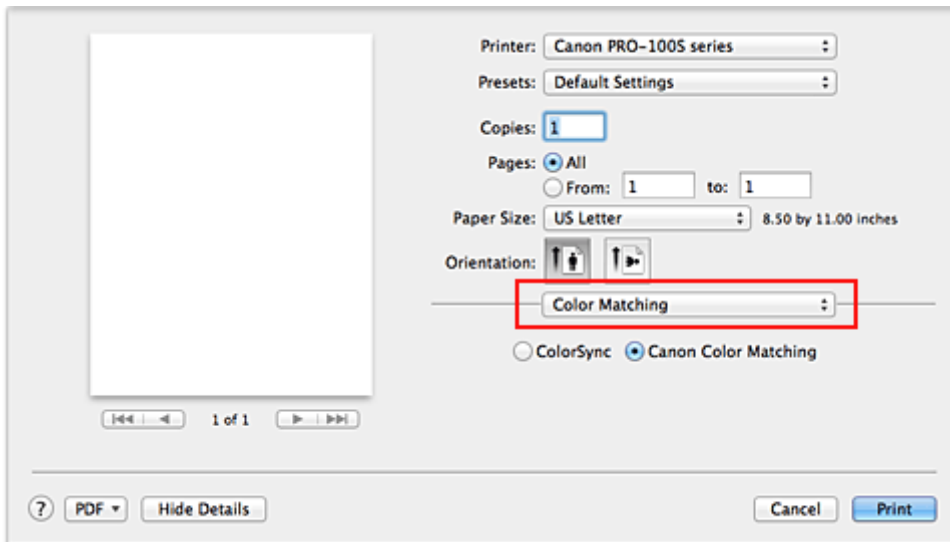 Printer: Canon PRO-100S series
Presets: Default Settings
Copies: 1
Pages: All
From: 1 to: 1
Paper Size: US Letter 8.50 by 11.00 inches
Orientation:
Color Matching
ColorSync Canon Color Matching
1 of 1
? PDF Hide Details Cancel Print